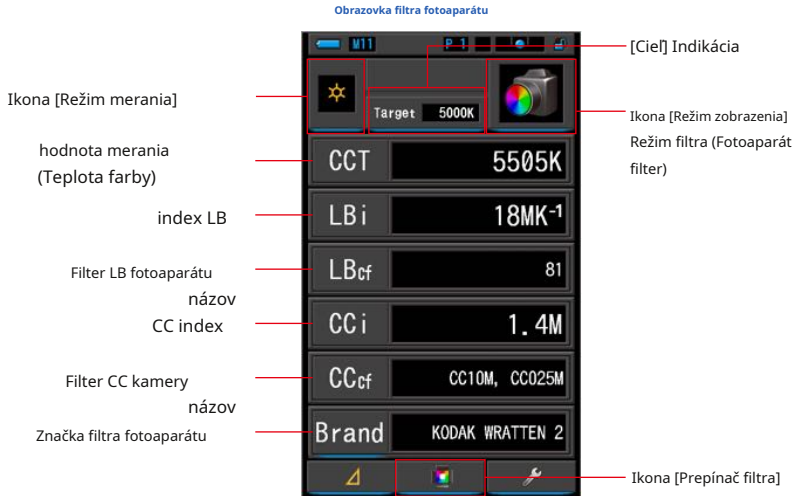 Obrazovka filtra fotoaparátu
M11
P 1
[Cieľ] Indikácia
Ikona [Režim merania]
Target 5000K
Ikona [Režim zobrazenia]
Režim filtra (Fotoaparát
filter)
hodnota merania
(Teplota farby)
CCT 5505K
index LB
LBi 18MK-1
Filter LB fotoaparátu
názov
LBcf 81
CC index
CCi 1.4M
Filter CC kamery
názov
CCcf CC10M, CC025M
Značka filtra fotoaparátu
Brand KODAK WRATTEN 2
Ikona [Prepínač filtra]